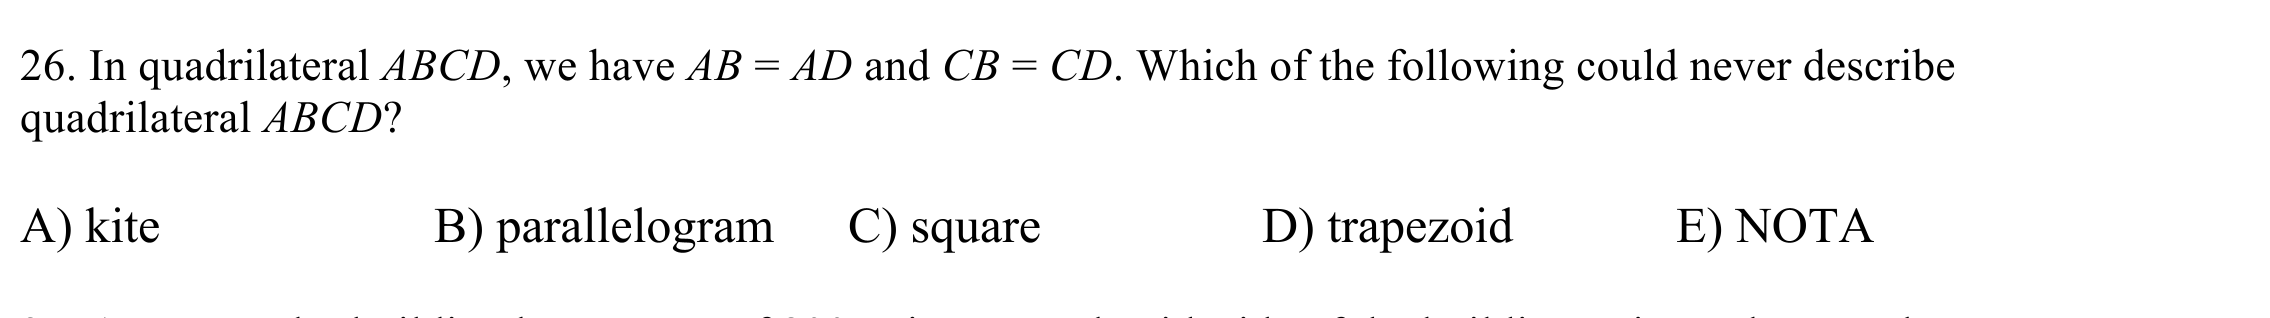 26. In quadrilateral ABCD, we have AB = AD and CB = CD. Which of the following could never describe
quadrilateral ABCD?
A) kite B) parallelogram C) square D) trapezoid E) NOTA